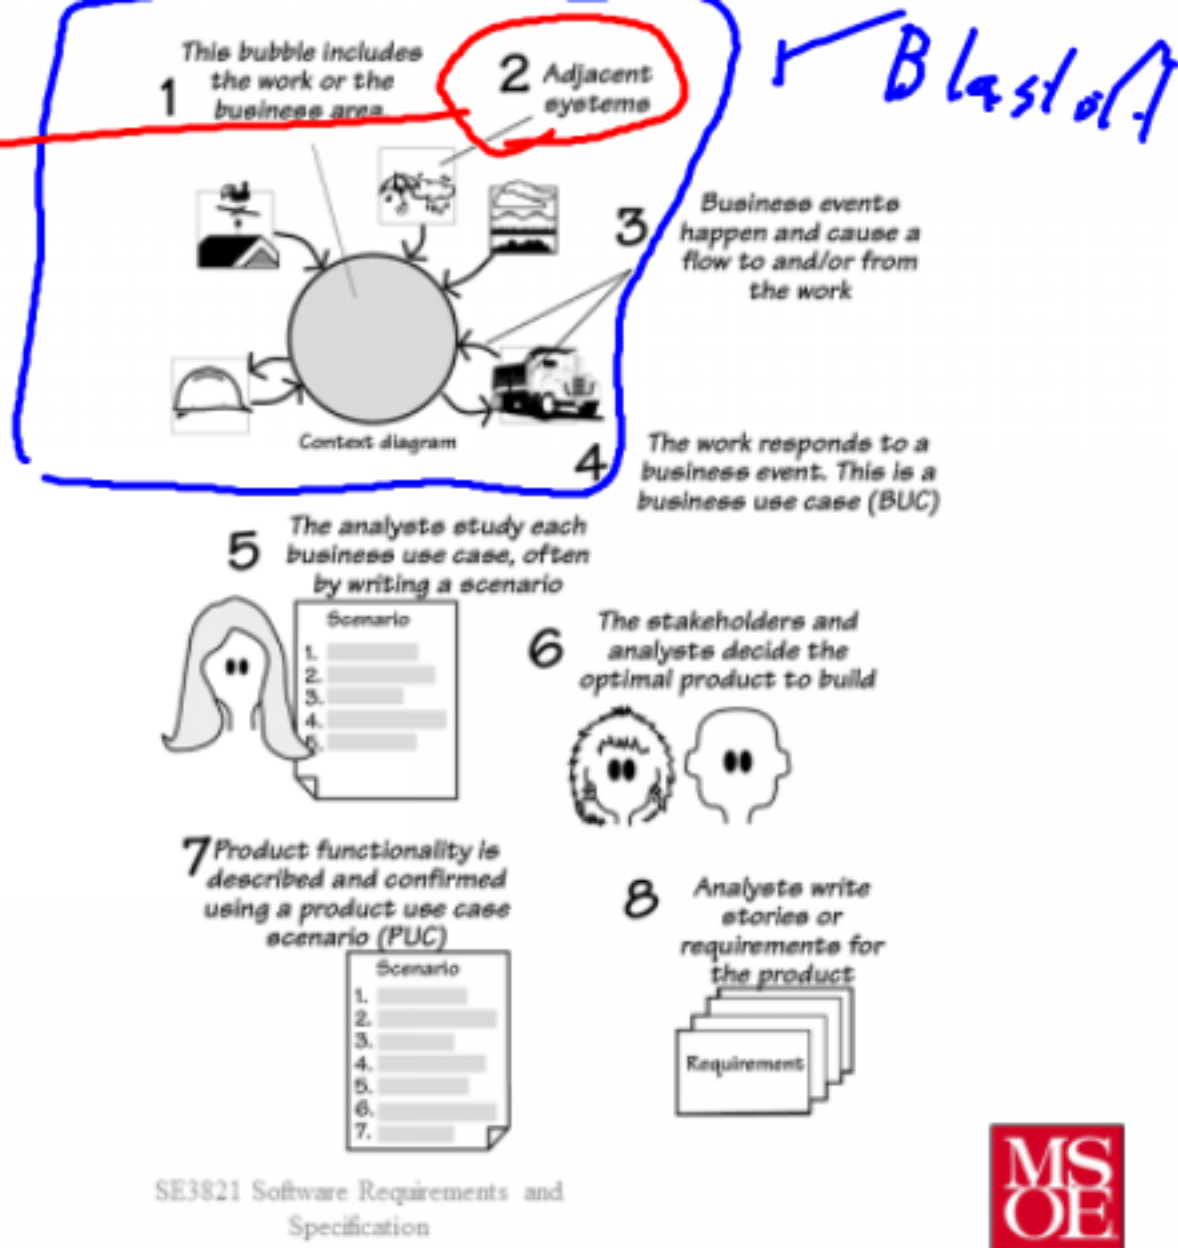 Blastoff
1
This bubble includes
the work or the
business area
2
Adjacent
systems
3
Business events
happen and cause a
flow to and/or from
the work
Context diagram
4
The work responds to a
business event. This is a
business use case (BUC)
5
The analysts study each
business use case, often
by writing a scenario
Scenario
1.
2.
3.
4.
5.
6
The stakeholders and
analysts decide the
optimal product to build
7
Product functionality is
described and confirmed
using a product use case
scenario (PUC)
Scenario
1.
2.
3.
4.
5.
6.
7.
8
Analysts write
stories or
requirements for
the product
Requirement
SE3821 Software Requirements and
Specification
MS
OE